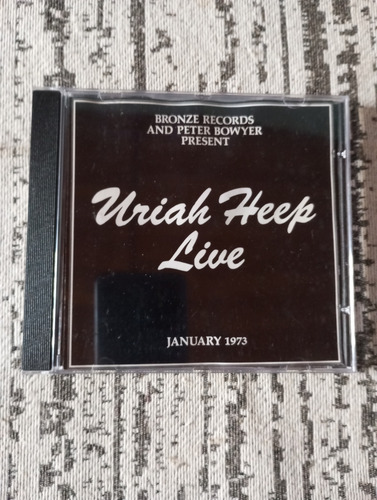 BRONZE RECORDS
AND PETER BOWYER
PRESENT
Uriah Heep
Live
JANUARY 1973